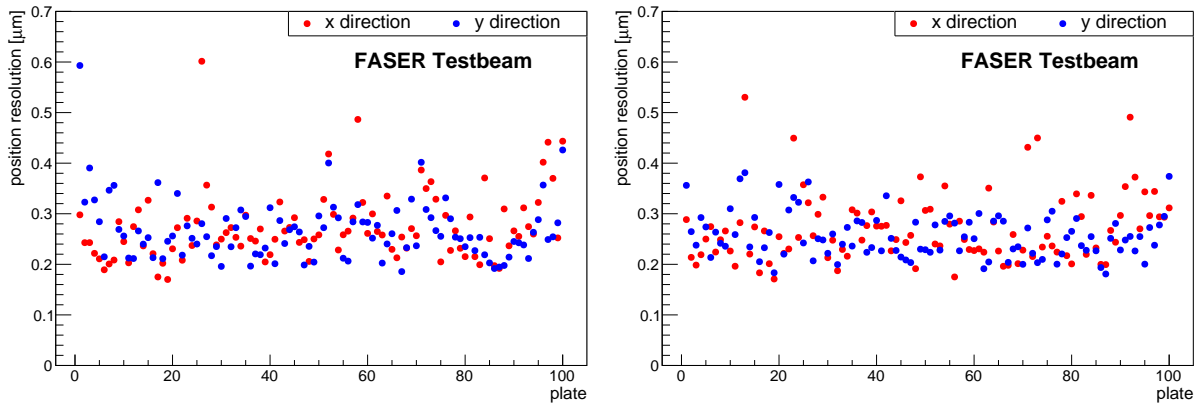 position resolution [μm]
0.7
0.6
0.5
0.4
0.3
0.2
0.1
0
x direction
y direction
FASER Testbeam
0 20 40 60 80 100
plate
position resolution [μm]
0.7
0.6
0.5
0.4
0.3
0.2
0.1
0
x direction
y direction
FASER Testbeam
0 20 40 60 80 100
plate